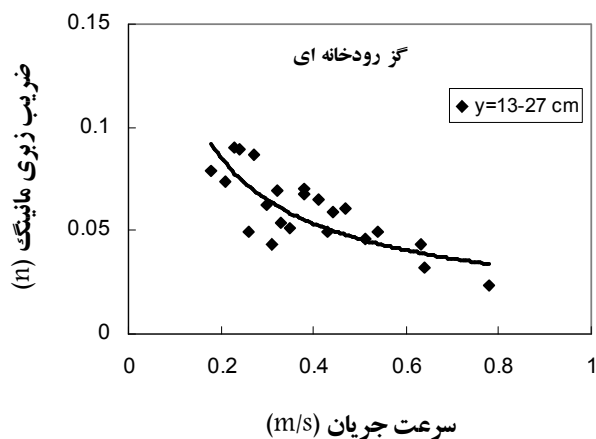 گز رودخانه ای
y=13-27 cm
ضریب زبری مانینگ (n)
0.15
0.1
0.05
0
0
0.2
0.4
0.6
0.8
1
سرعت جریان (m/s)